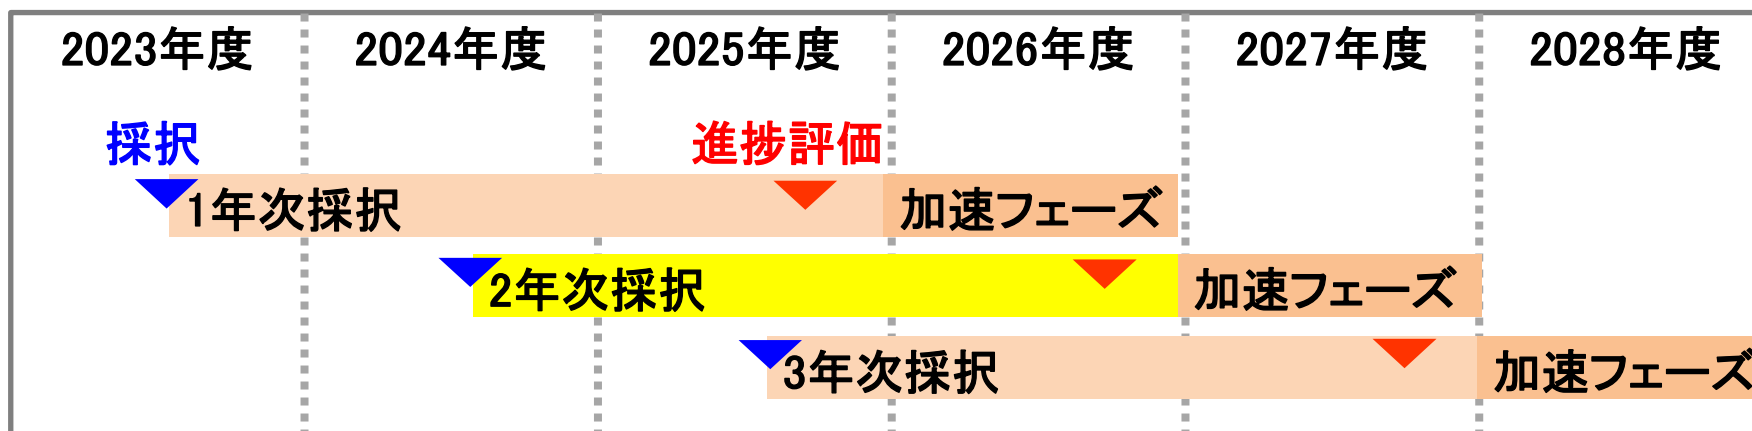 2023年度 2024年度 2025年度 2026年度 2027年度 2028年度
採択 進捗評価
1年次採択 加速フェーズ
2年次採択 加速フェーズ
3年次採択 加速フェーズ